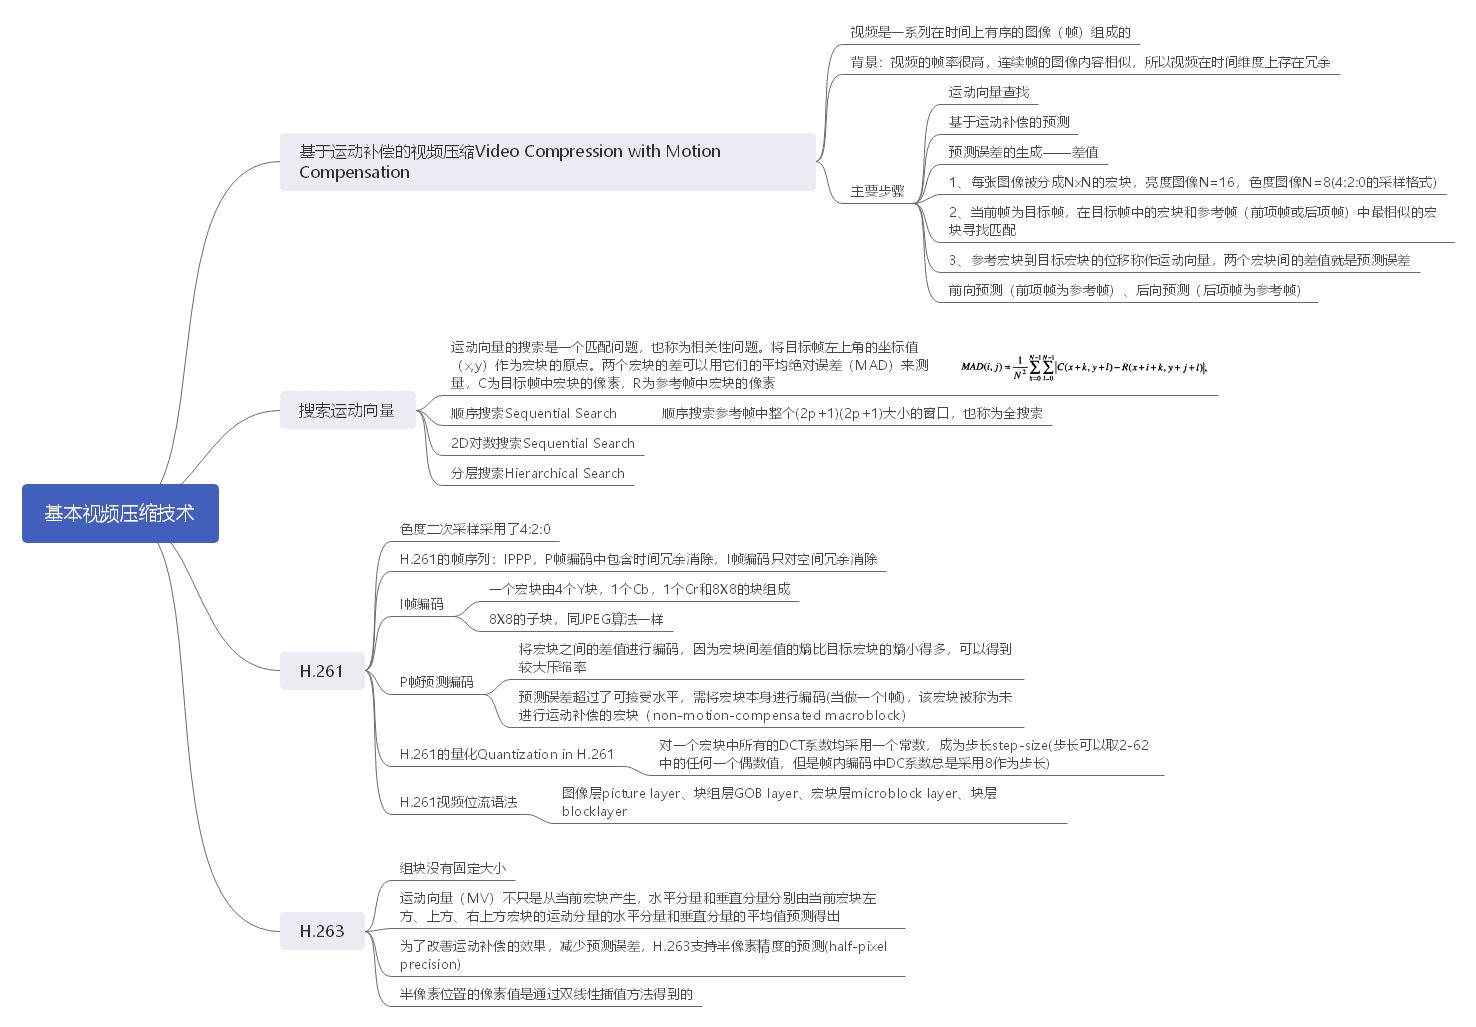 基本视频压缩技术
基于运动补偿的视频压缩Video Compression with Motion
Compensation
视频是一系列在时间上有序的图像（帧）组成的
背景：视频的帧率很高，连续帧的图像内容相似，所以视频在时间维度上存在冗余
主要步骤
运动向量查找
基于运动补偿的预测
预测误差的生成——差值
1、每张图像被分成NxN的宏块，亮度图像N=16，色度图像N=8(4:2:0的采样格式)
2、当前帧为目标帧，在目标帧中的宏块和参考帧（前项帧或后项帧）中最相似的宏
块寻找匹配
3、参考宏块到目标宏块的位移称作运动向量，两个宏块间的差值就是预测误差
前向预测（前项帧为参考帧）、后向预测（后项帧为参考帧）
搜索运动向量
运动向量的搜索是一个匹配问题，也称为相关性问题。将目标帧左上角的坐标值
（x,y）作为宏块的原点。两个宏块的差可以用它们的平均绝对误差（MAD）来测
量，C为目标帧中宏块的像素，R为参考帧中宏块的像素
MAD(i, j) = \frac{1}{N^2} \sum_{k=0}^{N-1} \sum_{l=0}^{N-1} |C(x+k, y+l) − R(x+i+k, y+j+l)|,
顺序搜索Sequential Search
顺序搜索参考帧中整个(2p +1)(2p +1)大小的窗口，也称为全搜索
2D对数搜索Sequential Search
分层搜索Hierarchical Search
H.261
色度二次采样采用了4:2:0
H.261的帧序列：IPPP，P帧编码中包含时间冗余消除，I帧编码只对空间冗余消除
I帧编码
一个宏块由4个Y块，1个Cb，1个Cr和8X8的块组成
8X8的子块，同JPEG算法一样
P帧预测编码
将宏块之间的差值进行编码，因为宏块间差值的熵比目标宏块的熵小得多，可以得到
较大压缩率
预测误差超过了可接受水平，需将宏块本身进行编码(当做一个I帧)，该宏块被称为未
进行运动补偿的宏块（non-motion-compensated macroblock）
H.261的量化Quantization in H.261
对一个宏块中所有的DCT系数均采用一个常数，成为步长step-size(步长可以取2-62
中的任何一个偶数值，但是帧内编码中DC系数总是采用8作为步长)
H.261视频位流语法
图像层picture layer、块组层GOB layer、宏块层microblock layer、块层
blocklayer
H.263
组块没有固定大小
运动向量（MV）不只是从当前宏块产生，水平分量和垂直分量分别由当前宏块左
方、上方、右上方宏块的运动分量的水平分量和垂直分量的平均值预测得出
为了改善运动补偿的效果，减少预测误差，H.263支持半像素精度的预测(half-pixel
precision)
半像素位置的像素值是通过双线性插值方法得到的